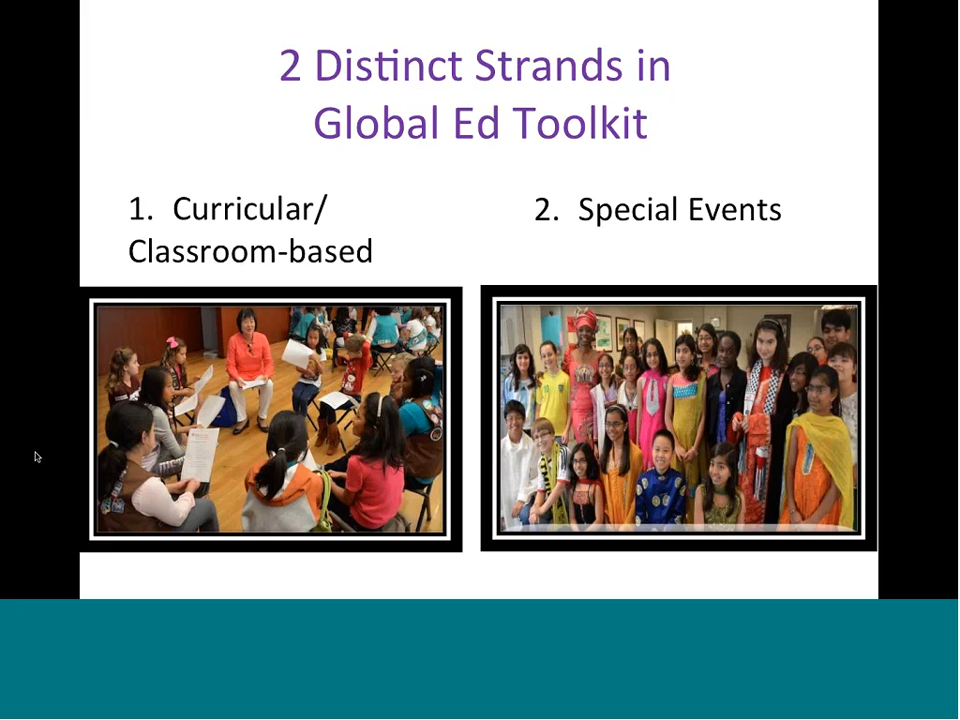 2 Distinct Strands in
Global Ed Toolkit
1. Curricular/
Classroom-based
2. Special Events